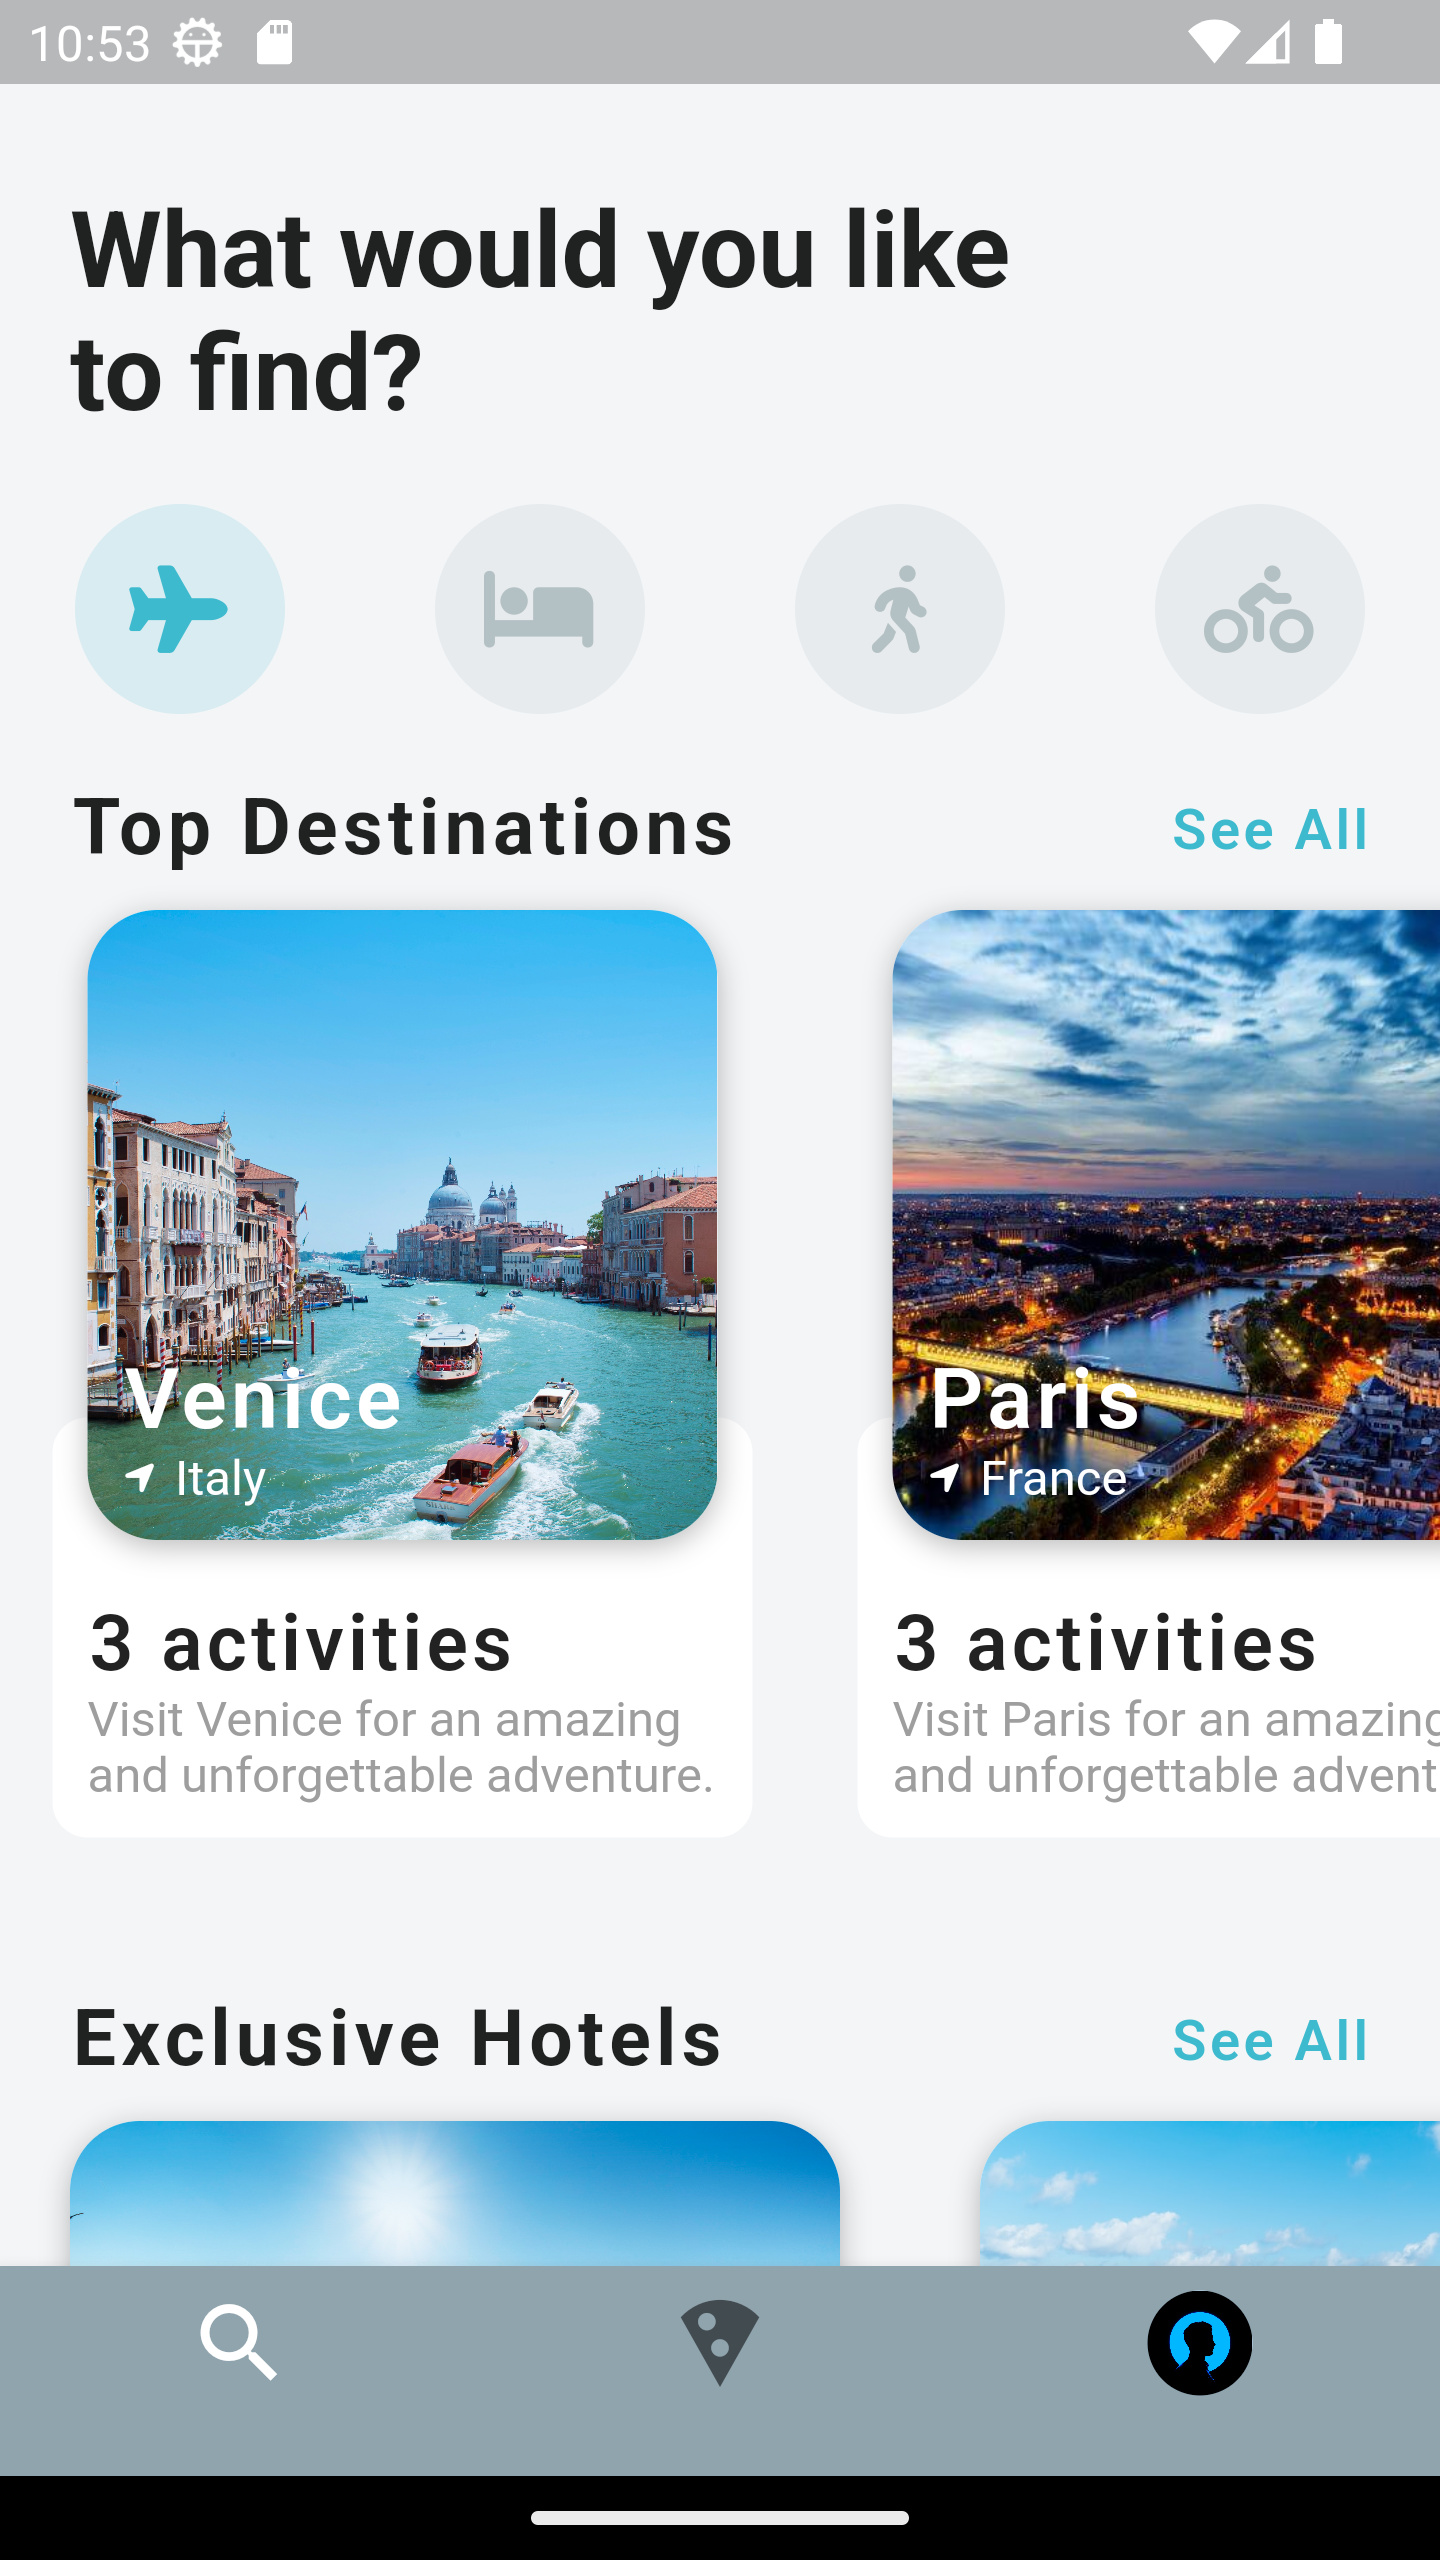 10:53
What would you like
to find?
Top Destinations
See All
Venice
Italy
3 activities
Visit Venice for an amazing
and unforgettable adventure.
Paris
France
3 activities
Visit Paris for an amazing
and unforgettable advent
Exclusive Hotels
See All